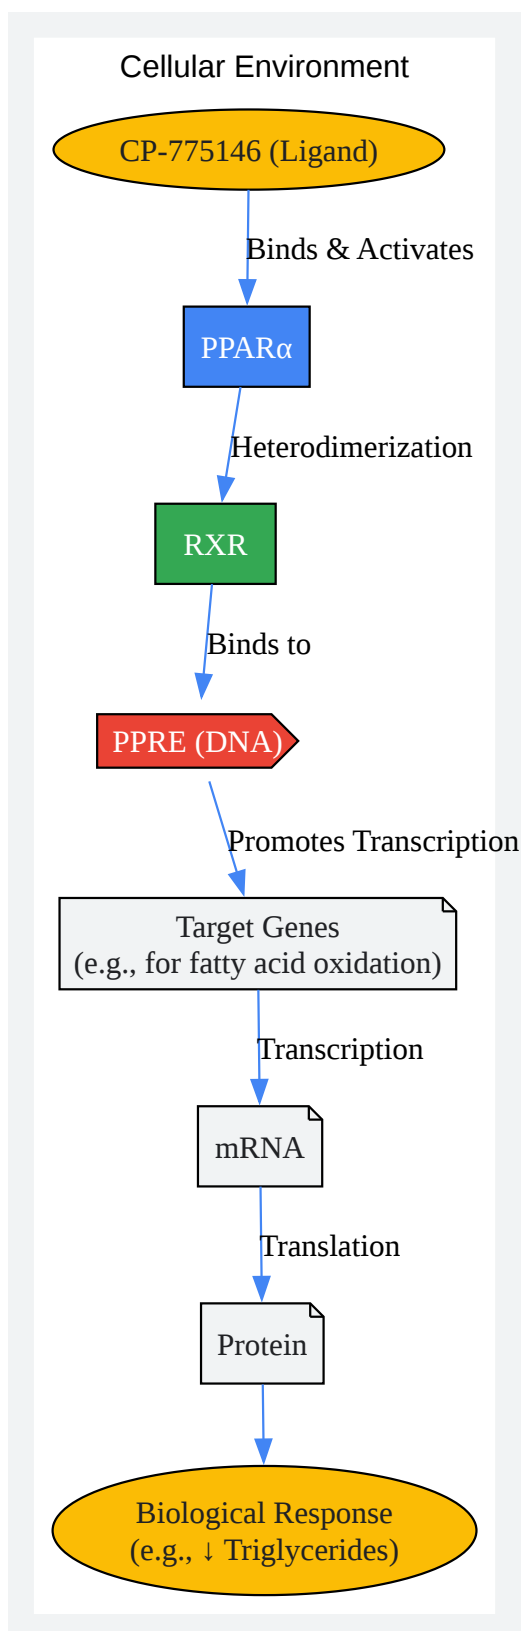 Cellular Environment
CP-775146 (Ligand)
Binds & Activates
PPARα
Heterodimerization
RXR
Binds to
PPRE (DNA)
Promotes Transcription
Target Genes
(e.g., for fatty acid oxidation)
Transcription
mRNA
Translation
Protein
Biological Response
(e.g., ↓ Triglycerides)